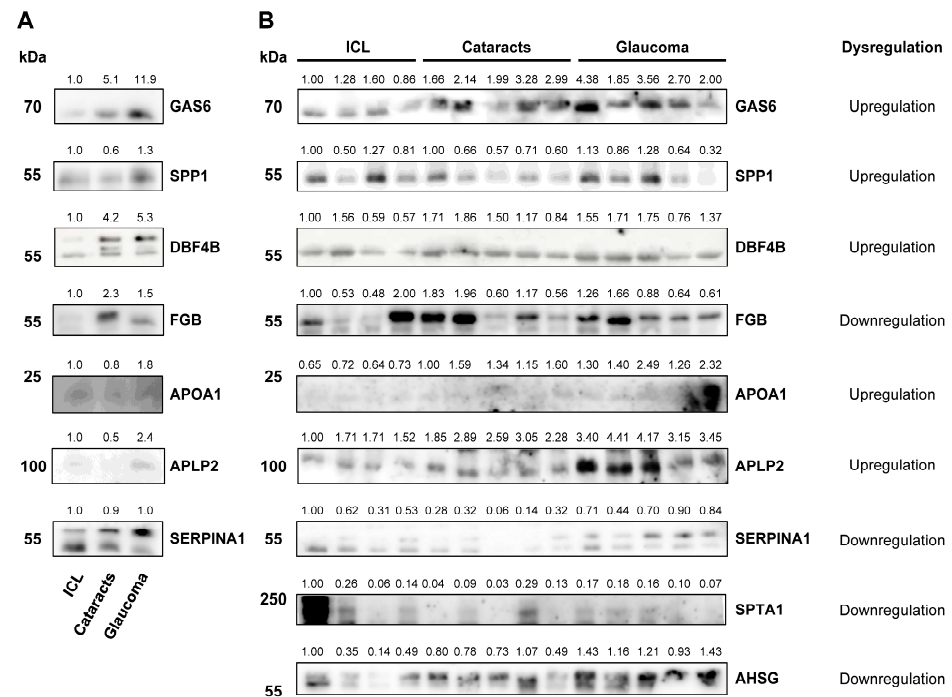 A
kDa
1.0 5.1 11.9
70 GAS6
1.0 0.6 1.3
55 SPP1
1.0 4.2 5.3
55 DBF4B
1.0 2.3 1.5
55 FGB
25 1.0 0.8 1.8
APOA1
1.0 0.5 2.4
100 APLP2
1.0 0.9 1.0
55 SERPINA1
ICL Cataracts Glaucoma
B
kDa ICL Cataracts Glaucoma Dysregulation
1.00 1.28 1.60 0.86 1.66 2.14 1.99 3.28 2.99 4.38 1.85 3.56 2.70 2.00
70 GAS6 Upregulation
1.00 0.50 1.27 0.81 1.00 0.66 0.57 0.71 0.60 1.13 0.86 1.28 0.64 0.32
55 SPP1 Upregulation
1.00 1.56 0.59 0.57 1.71 1.86 1.50 1.17 0.84 1.55 1.71 1.75 0.76 1.37
55 DBF4B Upregulation
1.00 0.53 0.48 2.00 1.83 1.96 0.60 1.17 0.56 1.26 1.66 0.88 0.64 0.61
55 FGB Downregulation
0.65 0.72 0.64 0.73 1.00 1.59 1.34 1.15 1.60 1.30 1.40 2.49 1.26 2.32
25 APOA1 Upregulation
1.00 1.71 1.71 1.52 1.85 2.89 2.59 3.05 2.28 3.40 4.41 4.17 3.15 3.45
100 APLP2 Upregulation
1.00 0.62 0.31 0.53 0.28 0.32 0.06 0.14 0.32 0.71 0.44 0.70 0.90 0.84
55 SERPINA1 Downregulation
1.00 0.26 0.06 0.14 0.04 0.09 0.03 0.29 0.13 0.17 0.18 0.16 0.10 0.07
250 SPTA1 Downregulation
1.00 0.35 0.14 0.49 0.80 0.78 0.73 1.07 0.49 1.43 1.16 1.21 0.93 1.43
55 AHSG Downregulation